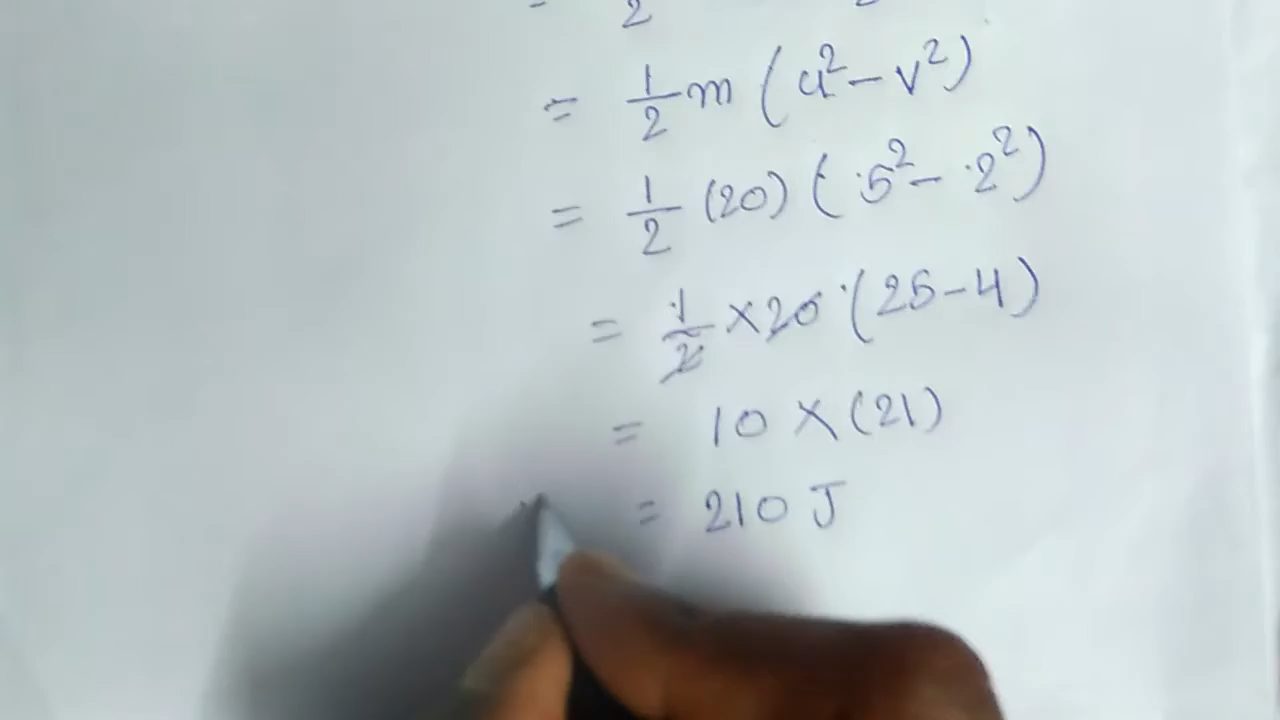 = 1/2 m (u² - v²)
= 1/2 (20) (5² - 2²)
= 1/2 × 20 (25 - 4)
= 10 × (21)
= 210 J